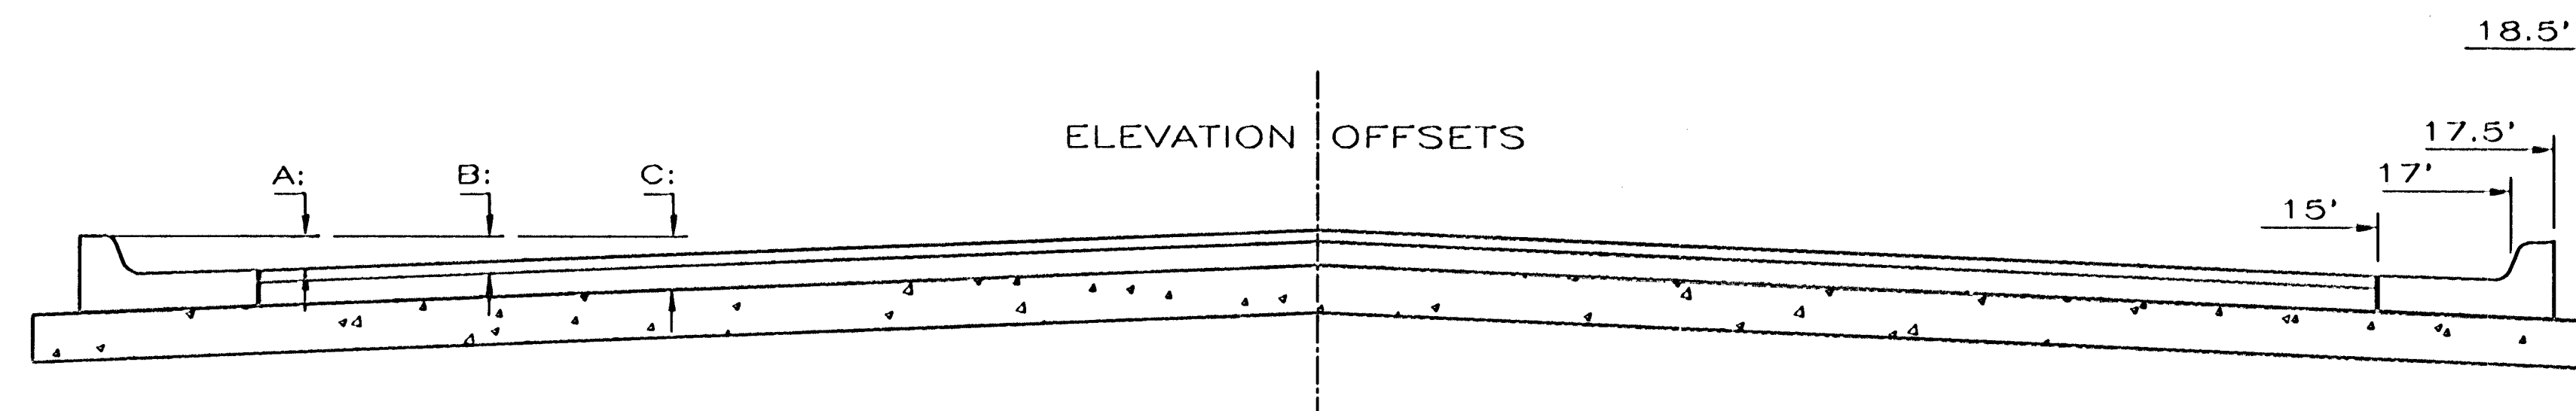 18.5'
ELEVATION OFFSETS
17.5'
A: B: C:
17'
15'